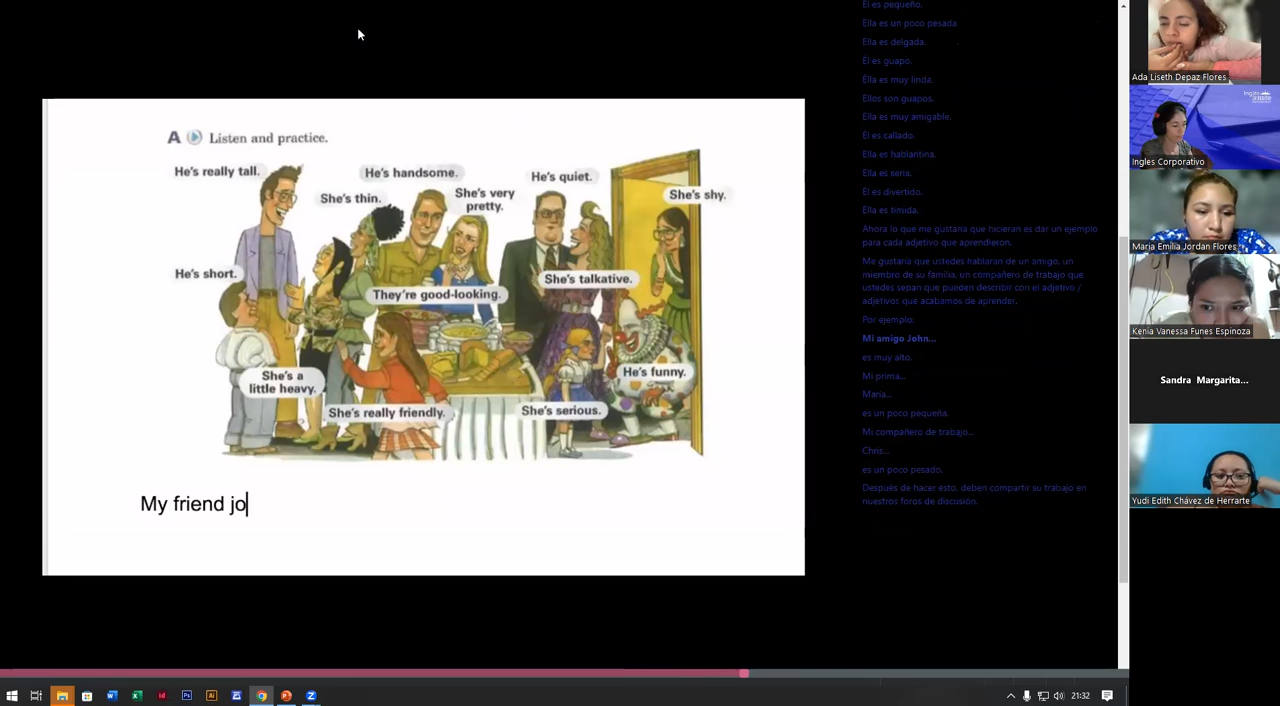 A Listen and practice.
He's really tall.
He's handsome.
She's thin.
She's very
pretty.
He's quiet.
She's shy.
He's short.
She's talkative.
They're good-looking.
She's a
little heavy.
He's funny.
She's really friendly.
She's serious.
My friend jo
Él es pequeño.
Ella es un poco pesada
Ella es delgada.
Él es guapo.
Élla es muy linda.
Ellos son guapos.
Ella es muy amigable.
Él es callado.
Ella es hablantina.
Ella es seria.
Él es divertido.
Ella es tímida.
Ahora lo que me gustaría que hicieran es dar un ejemplo
para cada adjetivo que aprendieron.
Me gustaría que ustedes hablaran de un amigo, un
miembro de su familia, un compañero de trabajo que
ustedes sepan que pueden describir con el adjetivo /
adjetivos que acabamos de aprender.
Por ejemplo:
Mi amigo John...
es muy alto.
Mi prima...
María...
es un poco pequeña.
Mi compañero de trabajo...
Chris...
es un poco pesado.
Después de hacer esto, deben compartir su trabajo en
nuestros foros de discusión.
Ada Liseth Depaz Flores
Ingles Corporativo
Marja Emilia Jordan Flores
Kenia Vanessa Funes Espinoza
Sandra Margarita...
Yudi Edith Chávez de Herrarte
21:32